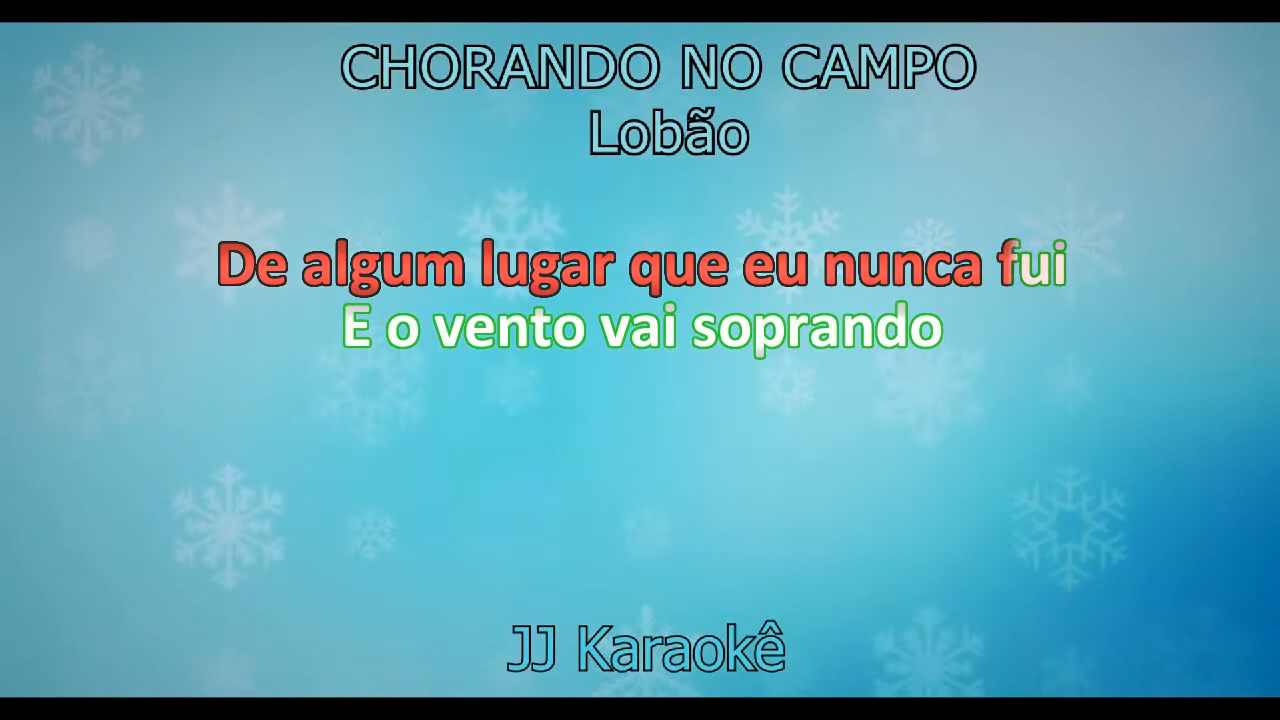 CHORANDO NO CAMPO
Lobão
De algum lugar que eu nunca fui
E o vento vai soprando
JJ Karaokê